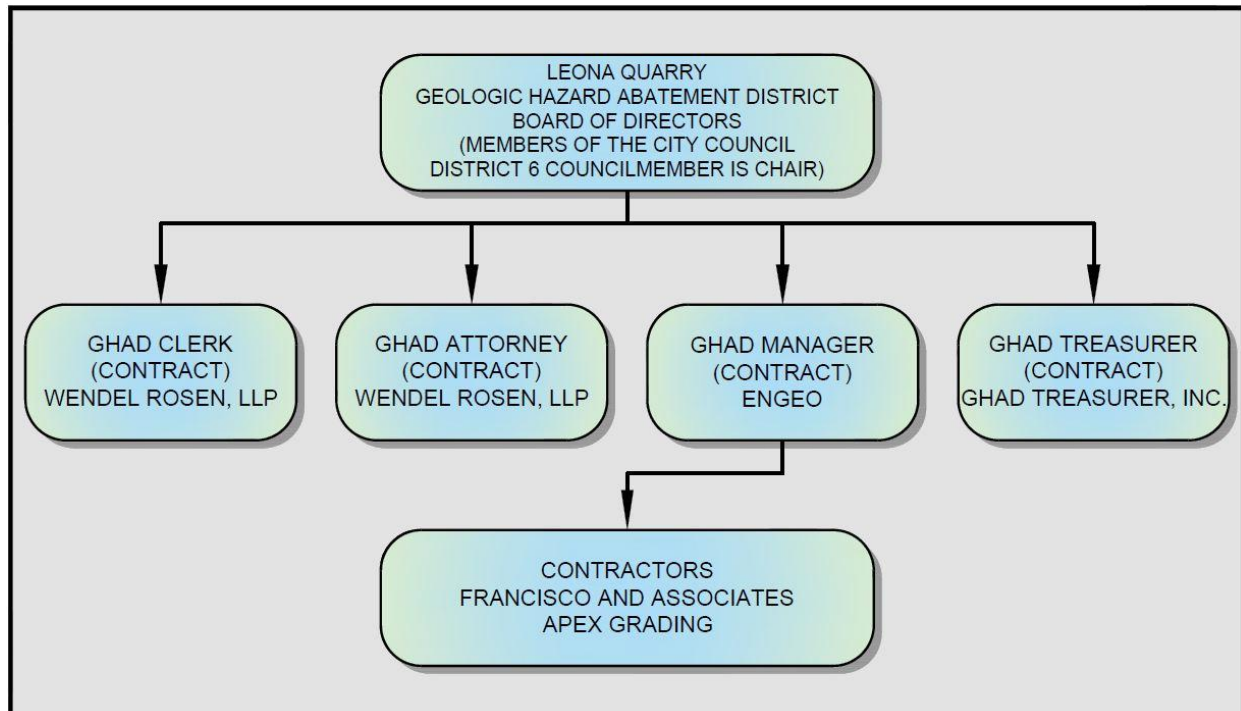 LEONA QUARRY
GEOLOGIC HAZARD ABATEMENT DISTRICT
BOARD OF DIRECTORS
(MEMBERS OF THE CITY COUNCIL
DISTRICT 6 COUNCILMEMBER IS CHAIR)
GHAD CLERK
(CONTRACT)
WENDEL ROSEN, LLP
GHAD ATTORNEY
(CONTRACT)
WENDEL ROSEN, LLP
GHAD MANAGER
(CONTRACT)
ENGEO
GHAD TREASURER
(CONTRACT)
GHAD TREASURER, INC.
CONTRACTORS
FRANCISCO AND ASSOCIATES
APEX GRADING